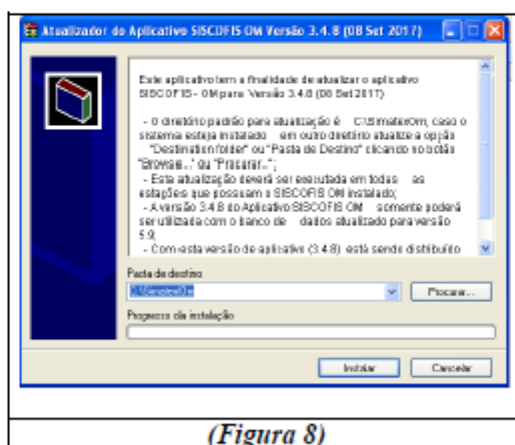 Atualizador do Aplicativo SISCOFIS OM Versão 3.4.8 (08 Set 2017)
Este aplicativo tem a finalidade de atualizar o aplicativo
SISCOFIS - OM para Versão 3.4.8 (08 Set 2017)
- O diretório padrão para atualização é C:\SimatexOm, caso o
sistema esteja instalado em outro diretório atualize a opção
"Destination folder" ou "Pasta de Destino" clicando no botão
"Browser..." ou "Procurar..";
- Esta atualização deverá ser executada em todas as
estações que possuam o SISCOFIS OM instalado;
- A versão 3.4.8 do Aplicativo SISCOFIS OM somente poderá
ser utilizada com o banco de dados atualizado para versão
5.9;
- Com esta versão de aplicativo (3.4.8) está sendo distribuído
Pasta de destino
C:\SimatexOm
Procurar...
Progresso da instalação
Instalar
Cancelar
(Figura 8)